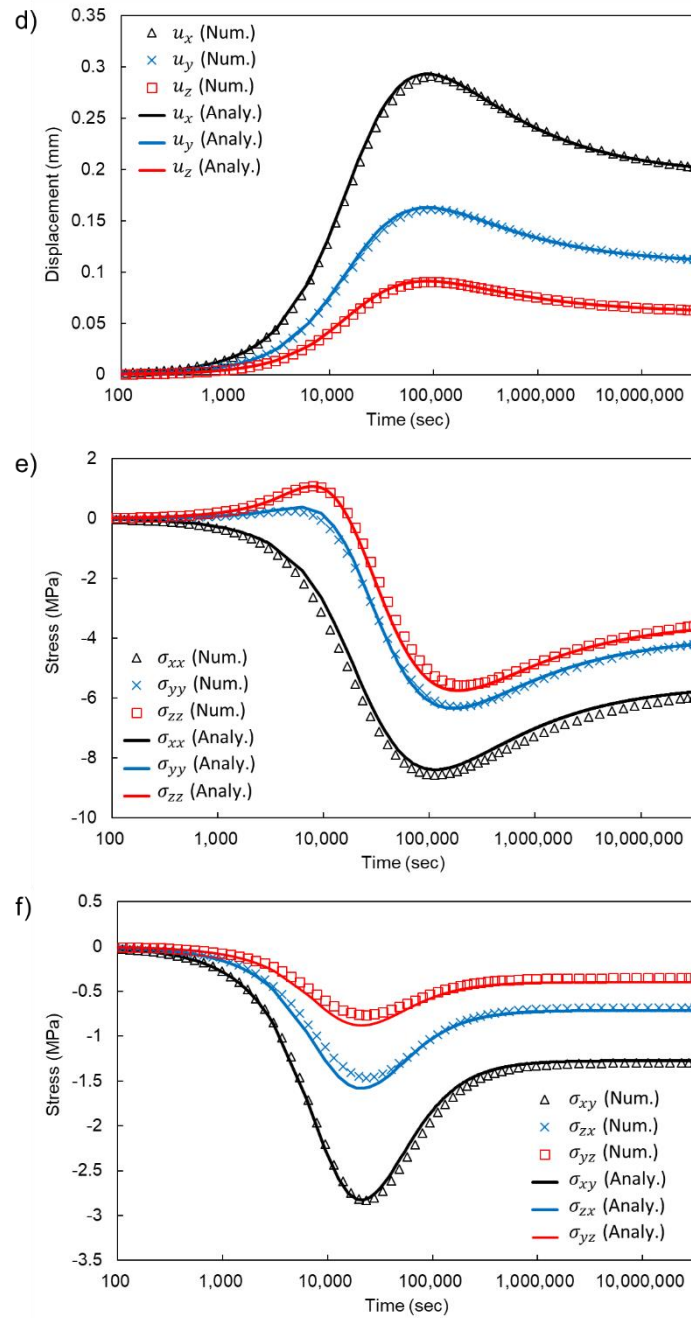 d)
u_x (Num.)
u_y (Num.)
u_z (Num.)
u_x (Analy.)
u_y (Analy.)
u_z (Analy.)
0.35
0.3
0.25
0.2
0.15
0.1
0.05
0
Displacement (mm)
100 1,000 10,000 100,000 1,000,000 10,000,000
Time (sec)
e)
2
0
-2
-4
-6
-8
-10
Stress (MPa)
σ_xx (Num.)
σ_yy (Num.)
σ_zz (Num.)
σ_xx (Analy.)
σ_yy (Analy.)
σ_zz (Analy.)
100 1,000 10,000 100,000 1,000,000 10,000,000
Time (sec)
f)
0.5
0
-0.5
-1
-1.5
-2
-2.5
-3
-3.5
Stress (MPa)
σ_xy (Num.)
σ_zx (Num.)
σ_yz (Num.)
σ_xy (Analy.)
σ_zx (Analy.)
σ_yz (Analy.)
100 1,000 10,000 100,000 1,000,000 10,000,000
Time (sec)